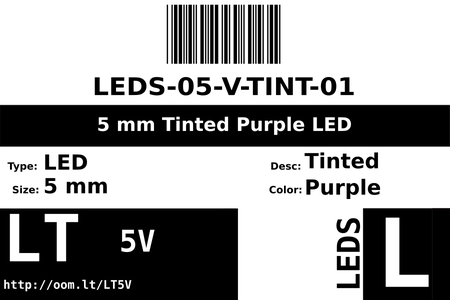 LEDS-05-V-TINT-01
5 mm Tinted Purple LED
Type: LED
Desc: Tinted
Size: 5 mm
Color: Purple
LT
5V
LEDS
L
http://oom.lt/LT5V